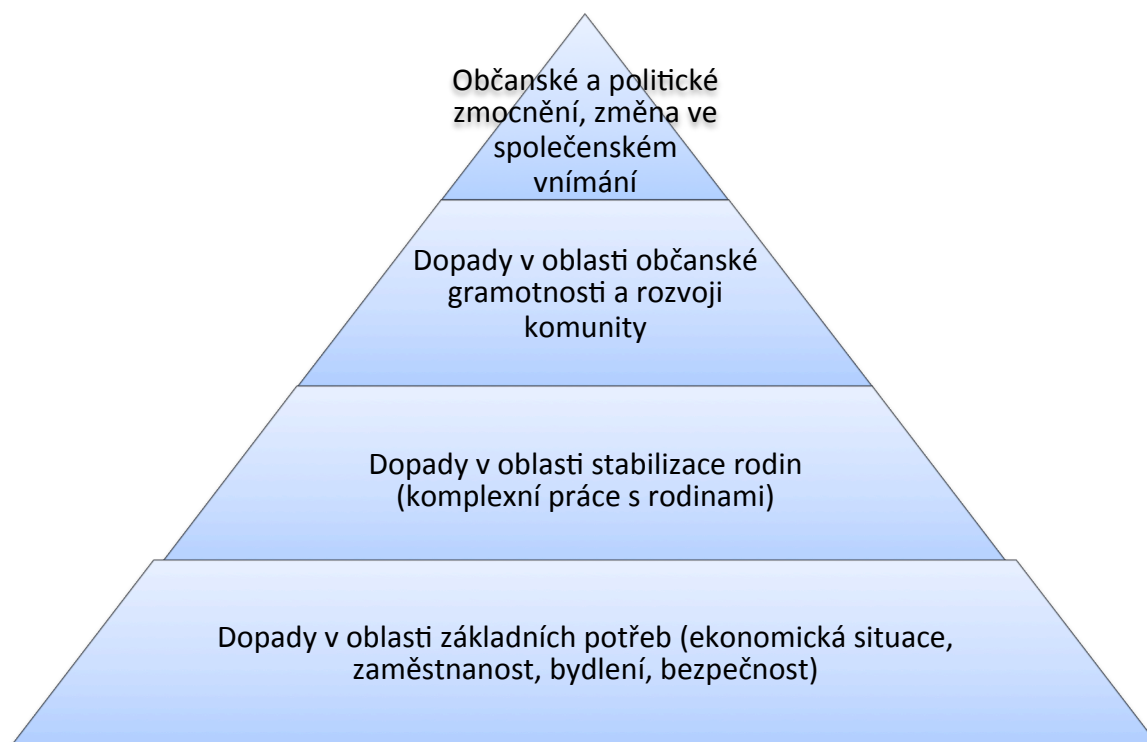 Občanské a politické
zmocnění, změna ve
společenském
vnímání
Dopady v oblasti občanské
gramotnosti a rozvoji
komunity
Dopady v oblasti stabilizace rodin
(komplexní práce s rodinami)
Dopady v oblasti základních potřeb (ekonomická situace,
zaměstnanost, bydlení, bezpečnost)